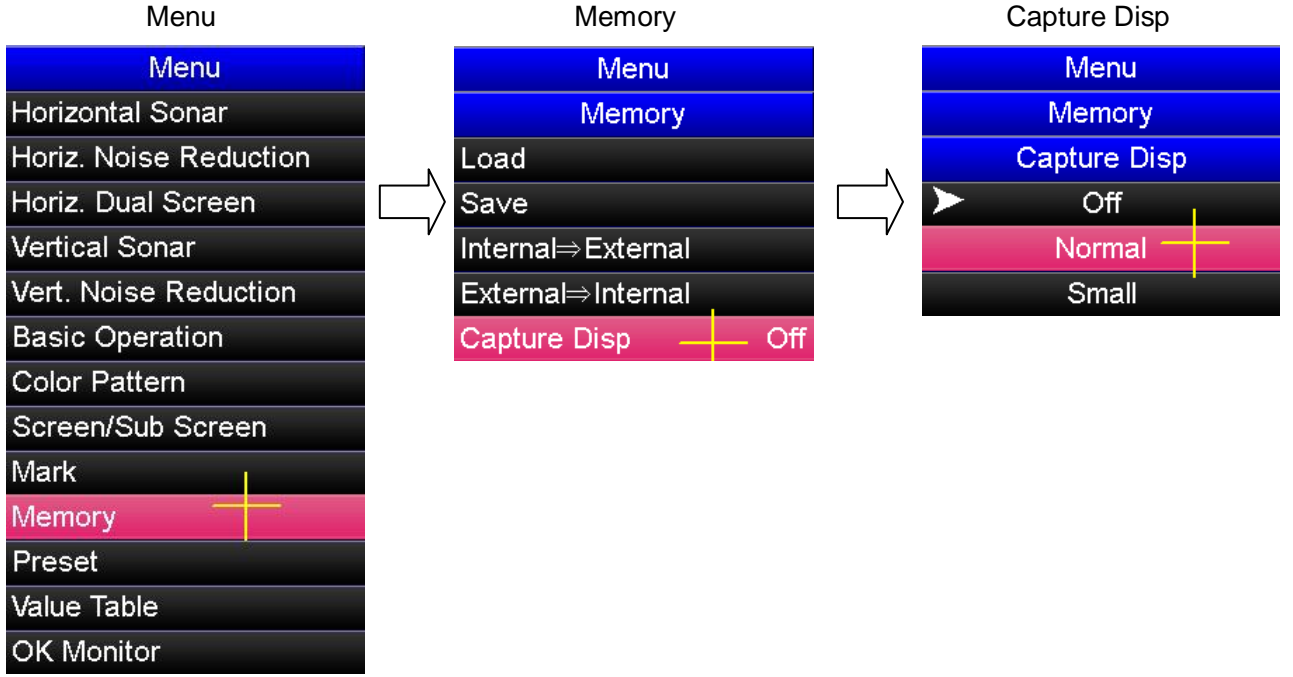 Menu
Menu
Horizontal Sonar
Horiz. Noise Reduction
Horiz. Dual Screen
Vertical Sonar
Vert. Noise Reduction
Basic Operation
Color Pattern
Screen/Sub Screen
Mark
Memory
Preset
Value Table
OK Monitor
Memory
Menu
Memory
Load
Save
Internal⇒External
External⇒Internal
Capture Disp Off
Capture Disp
Menu
Memory
Capture Disp
Off
Normal
Small